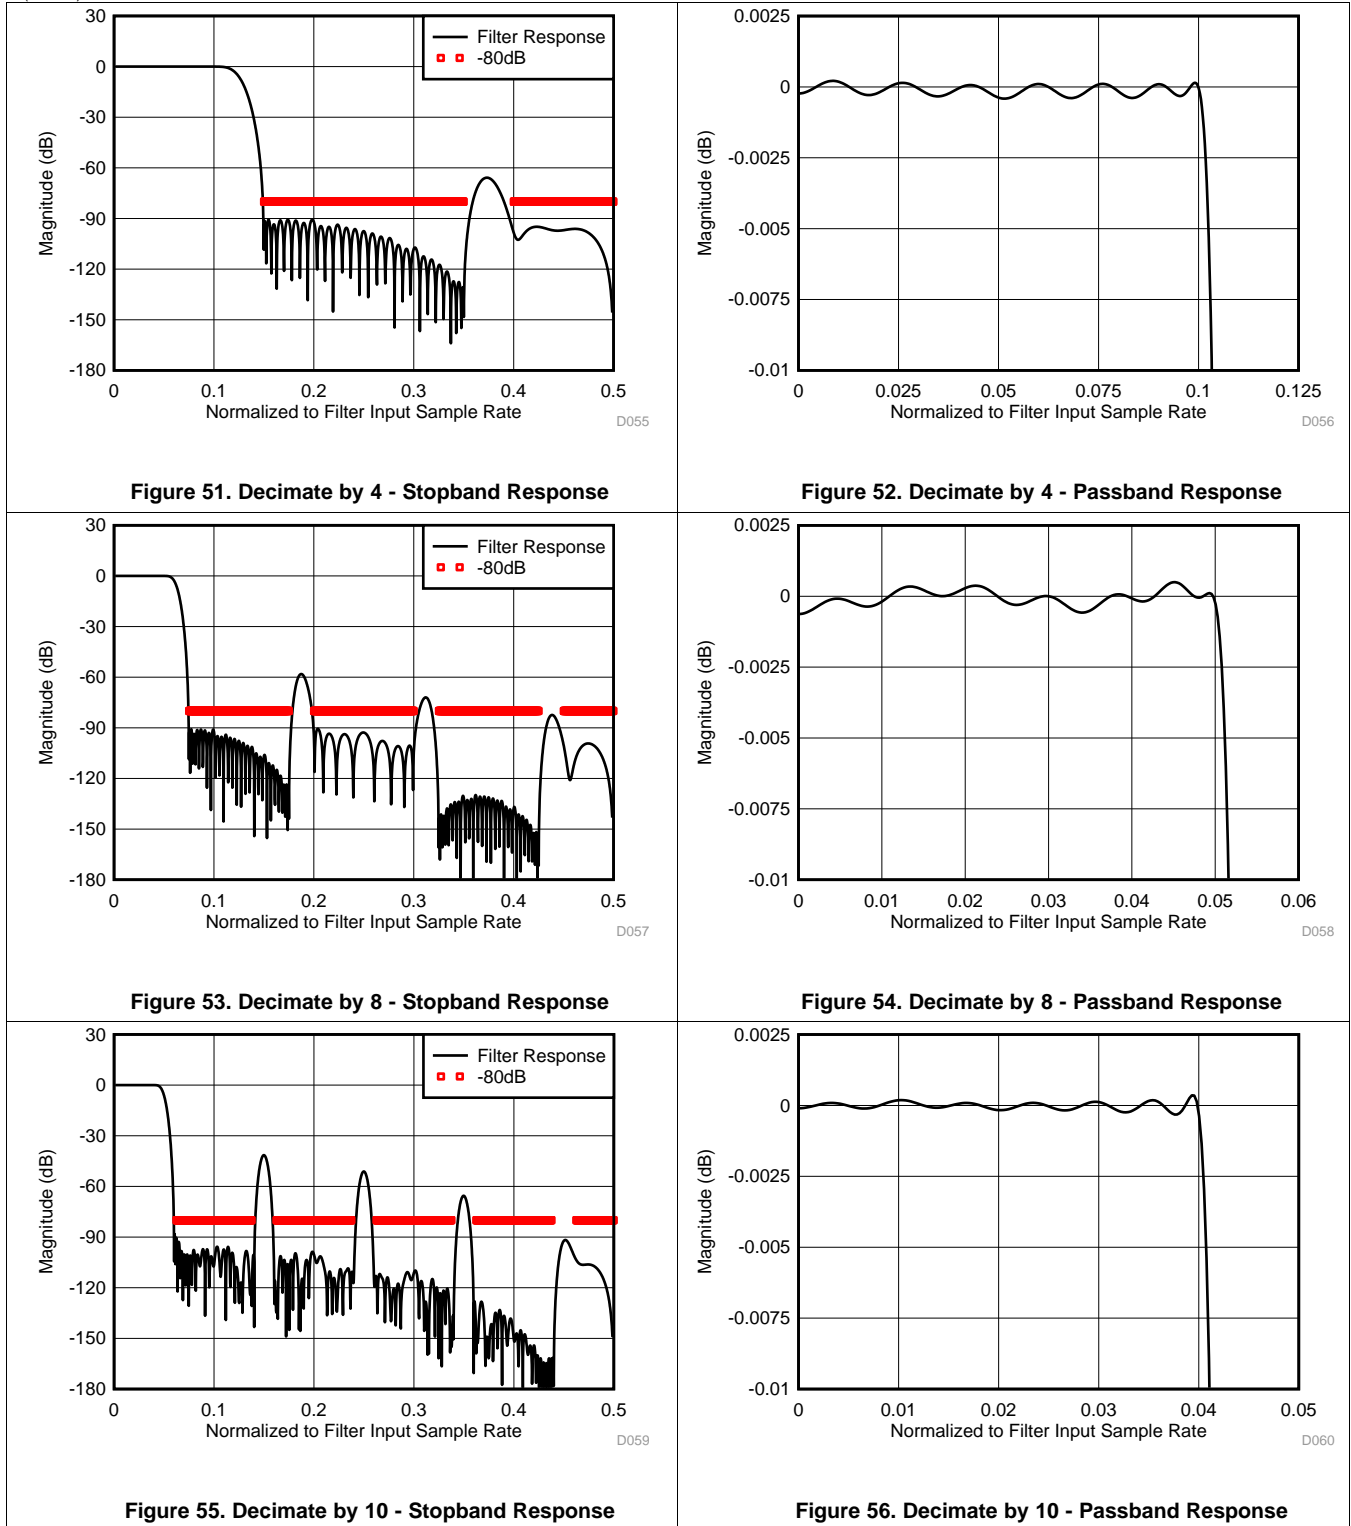 30
0
-30
-60
-90
-120
-150
-180
Magnitude (dB)
Filter Response
-80dB
0 0.1 0.2 0.3 0.4 0.5
Normalized to Filter Input Sample Rate
D055
Figure 51. Decimate by 4 - Stopband Response
0.0025
0
-0.0025
-0.005
-0.0075
-0.01
Magnitude (dB)
0 0.025 0.05 0.075 0.1 0.125
Normalized to Filter Input Sample Rate
D056
Figure 52. Decimate by 4 - Passband Response
30
0
-30
-60
-90
-120
-150
-180
Magnitude (dB)
Filter Response
-80dB
0 0.1 0.2 0.3 0.4 0.5
Normalized to Filter Input Sample Rate
D057
Figure 53. Decimate by 8 - Stopband Response
0.0025
0
-0.0025
-0.005
-0.0075
-0.01
Magnitude (dB)
0 0.01 0.02 0.03 0.04 0.05 0.06
Normalized to Filter Input Sample Rate
D058
Figure 54. Decimate by 8 - Passband Response
30
0
-30
-60
-90
-120
-150
-180
Magnitude (dB)
Filter Response
-80dB
0 0.1 0.2 0.3 0.4 0.5
Normalized to Filter Input Sample Rate
D059
Figure 55. Decimate by 10 - Stopband Response
0.0025
0
-0.0025
-0.005
-0.0075
-0.01
Magnitude (dB)
0 0.01 0.02 0.03 0.04 0.05
Normalized to Filter Input Sample Rate
D060
Figure 56. Decimate by 10 - Passband Response